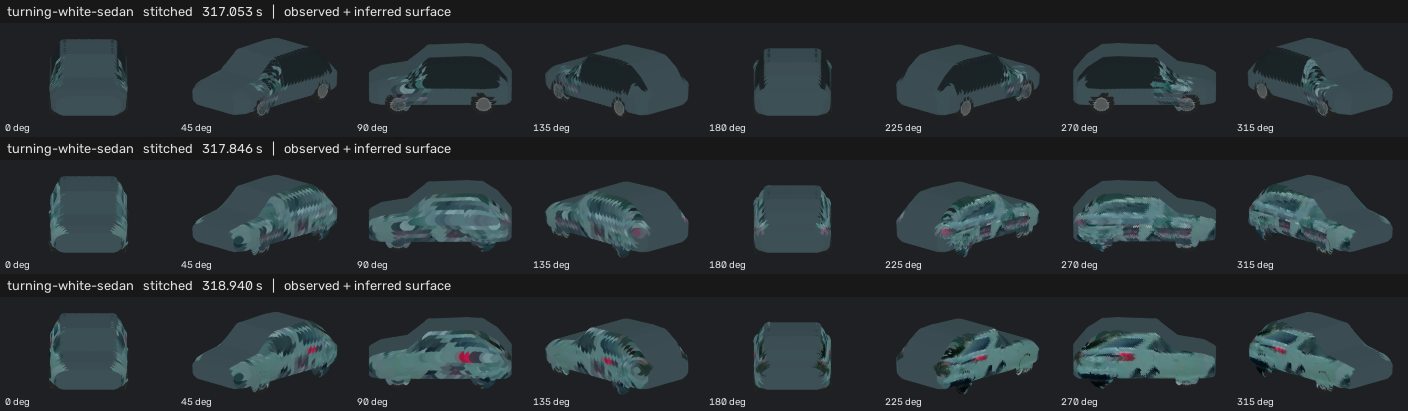 turning-white-sedan stitched 317.053 s | observed + inferred surface
0 deg 45 deg 90 deg 135 deg 180 deg 225 deg 270 deg 315 deg
turning-white-sedan stitched 317.846 s | observed + inferred surface
0 deg 45 deg 90 deg 135 deg 180 deg 225 deg 270 deg 315 deg
turning-white-sedan stitched 318.940 s | observed + inferred surface
0 deg 45 deg 90 deg 135 deg 180 deg 225 deg 270 deg 315 deg